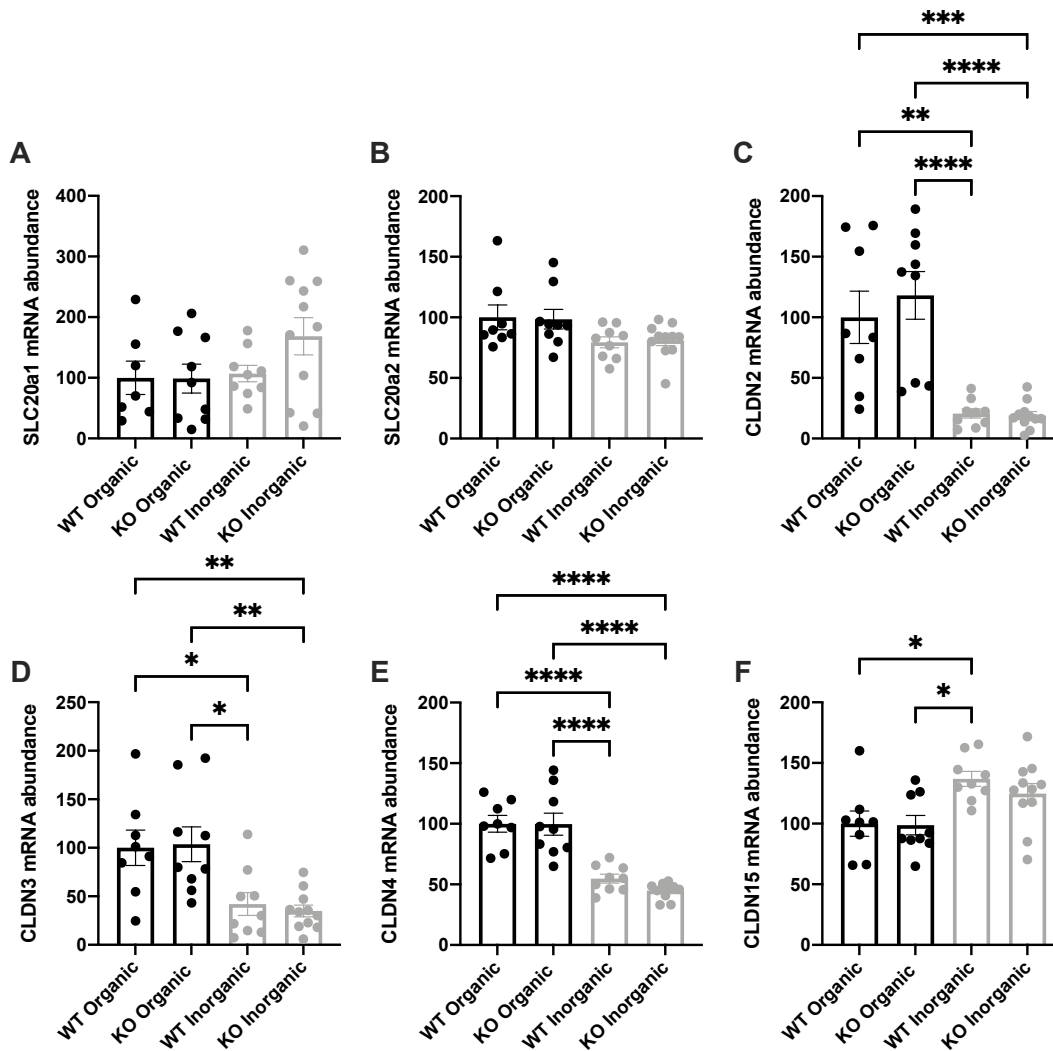 A
SLC20a1 mRNA abundance
400
300
200
100
0
WT Organic
KO Organic
WT Inorganic
KO Inorganic
B
SLC20a2 mRNA abundance
200
150
100
50
0
WT Organic
KO Organic
WT Inorganic
KO Inorganic
C
***
****
**
****
CLDN2 mRNA abundance
200
150
100
50
0
WT Organic
KO Organic
WT Inorganic
KO Inorganic
D
**
**
*
*
CLDN3 mRNA abundance
250
200
150
100
50
0
WT Organic
KO Organic
WT Inorganic
KO Inorganic
E
****
****
****
****
CLDN4 mRNA abundance
200
150
100
50
0
WT Organic
KO Organic
WT Inorganic
KO Inorganic
F
*
*
CLDN15 mRNA abundance
200
150
100
50
0
WT Organic
KO Organic
WT Inorganic
KO Inorganic